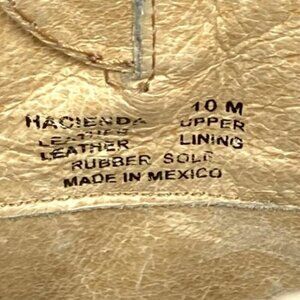 HACIENDA 10 M
LEATHER UPPER
LEATHER LINING
RUBBER SOLE
MADE IN MEXICO